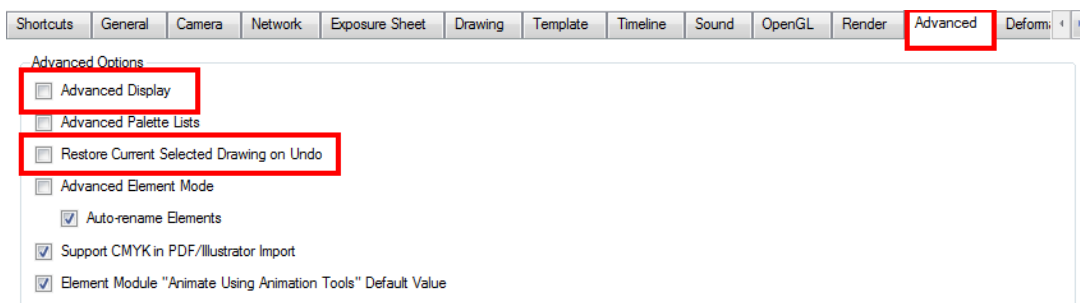 Shortcuts General Camera Network Exposure Sheet Drawing Template Timeline Sound OpenGL Render Advanced
Advanced Options
Advanced Display
Advanced Palette Lists
Restore Current Selected Drawing on Undo
Advanced Element Mode
Auto-rename Elements
Support CMYK in PDF/Illustrator Import
Element Module "Animate Using Animation Tools" Default Value